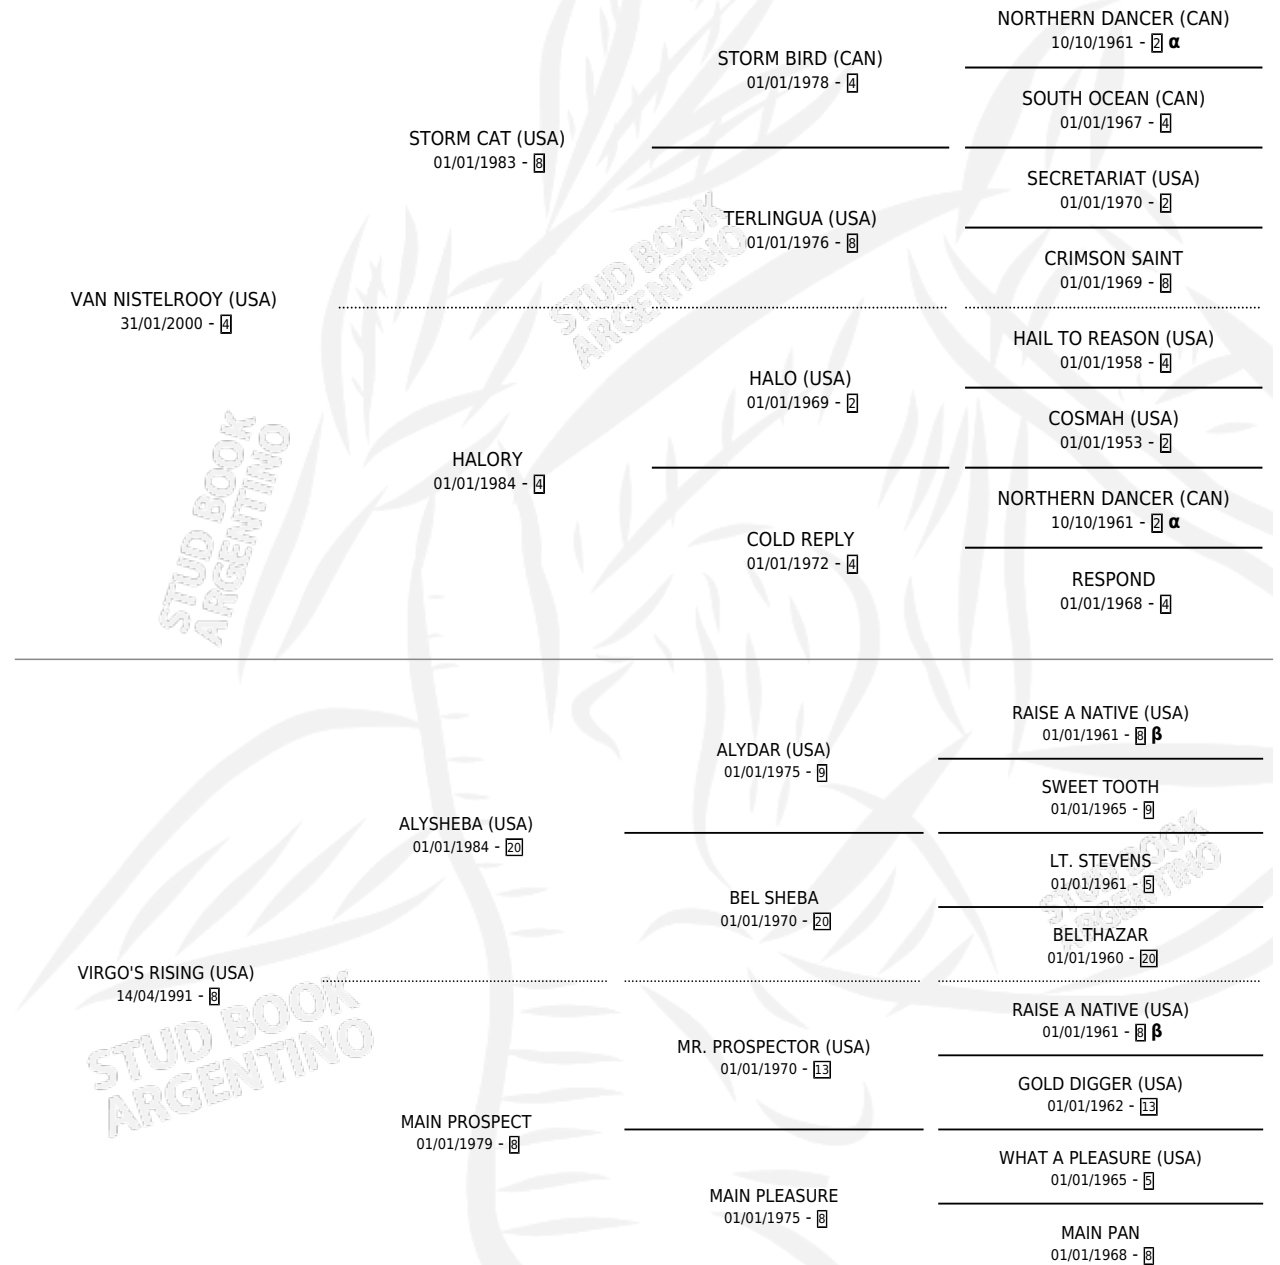 NORTHERN DANCER (CAN)
10/10/1961 - 2 α
STORM BIRD (CAN)
01/01/1978 - 4
SOUTH OCEAN (CAN)
01/01/1967 - 4
STORM CAT (USA)
01/01/1983 - 8
SECRETARIAT (USA)
01/01/1970 - 2
TERLINGUA (USA)
01/01/1976 - 8
CRIMSON SAINT
01/01/1969 - 8
VAN NISTELROOY (USA)
31/01/2000 - 4
HAIL TO REASON (USA)
01/01/1958 - 4
HALO (USA)
01/01/1969 - 2
COSMAH (USA)
01/01/1953 - 2
HALORY
01/01/1984 - 4
NORTHERN DANCER (CAN)
10/10/1961 - 2 α
COLD REPLY
01/01/1972 - 4
RESPOND
01/01/1968 - 4
RAISE A NATIVE (USA)
01/01/1961 - 8 β
ALYDAR (USA)
01/01/1975 - 9
SWEET TOOTH
01/01/1965 - 9
ALYSHEBA (USA)
01/01/1984 - 20
LT. STEVENS
01/01/1961 - 5
BEL SHEBA
01/01/1970 - 20
BELTHAZAR
01/01/1960 - 20
VIRGO'S RISING (USA)
14/04/1991 - 8
RAISE A NATIVE (USA)
01/01/1961 - 8 β
MR. PROSPECTOR (USA)
01/01/1970 - 13
GOLD DIGGER (USA)
01/01/1962 - 13
MAIN PROSPECT
01/01/1979 - 8
WHAT A PLEASURE (USA)
01/01/1965 - 5
MAIN PLEASURE
01/01/1975 - 8
MAIN PAN
01/01/1968 - 8
STUD BOOK
ARGENTINO
STUD BOOK
ARGENTINO
STUD BOOK
ARGENTINO
STUD BOOK
ARGENTINO